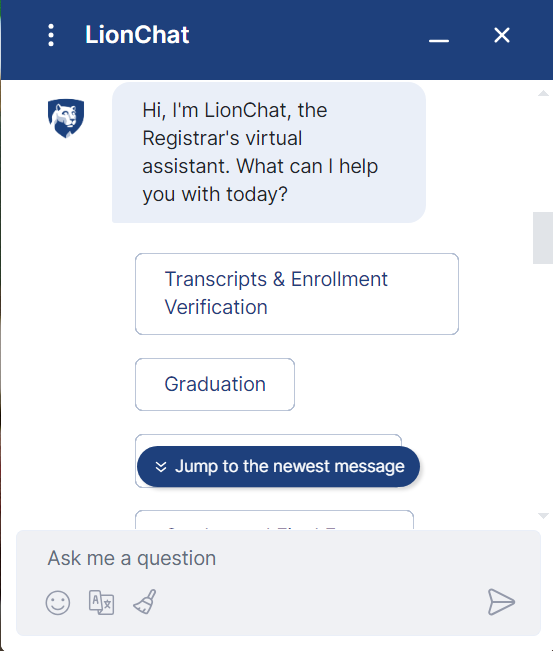 LionChat
Hi, I'm LionChat, the
Registrar's virtual
assistant. What can I help
you with today?
Transcripts & Enrollment
Verification
Graduation
Jump to the newest message
Ask me a question